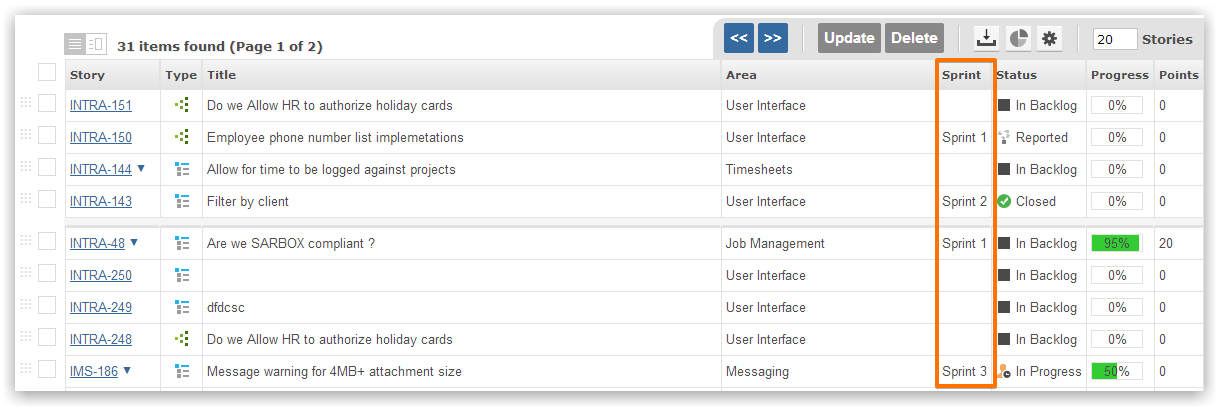 31 items found (Page 1 of 2) << >> Update Delete 20 Stories
Story Type Title Area Sprint Status Progress Points
INTRA-151 Do we Allow HR to authorize holiday cards User Interface In Backlog 0% 0
INTRA-150 Employee phone number list implemetations User Interface Sprint 1 Reported 0% 0
INTRA-144 Allow for time to be logged against projects Timesheets In Backlog 0% 0
INTRA-143 Filter by client User Interface Sprint 2 Closed 0% 0
INTRA-48 Are we SARBOX compliant ? Job Management Sprint 1 In Backlog 95% 20
INTRA-250 User Interface In Backlog 0% 0
INTRA-249 dfdcsc User Interface In Backlog 0% 0
INTRA-248 Do we Allow HR to authorize holiday cards User Interface In Backlog 0% 0
IMS-186 Message warning for 4MB+ attachment size Messaging Sprint 3 In Progress 50% 0